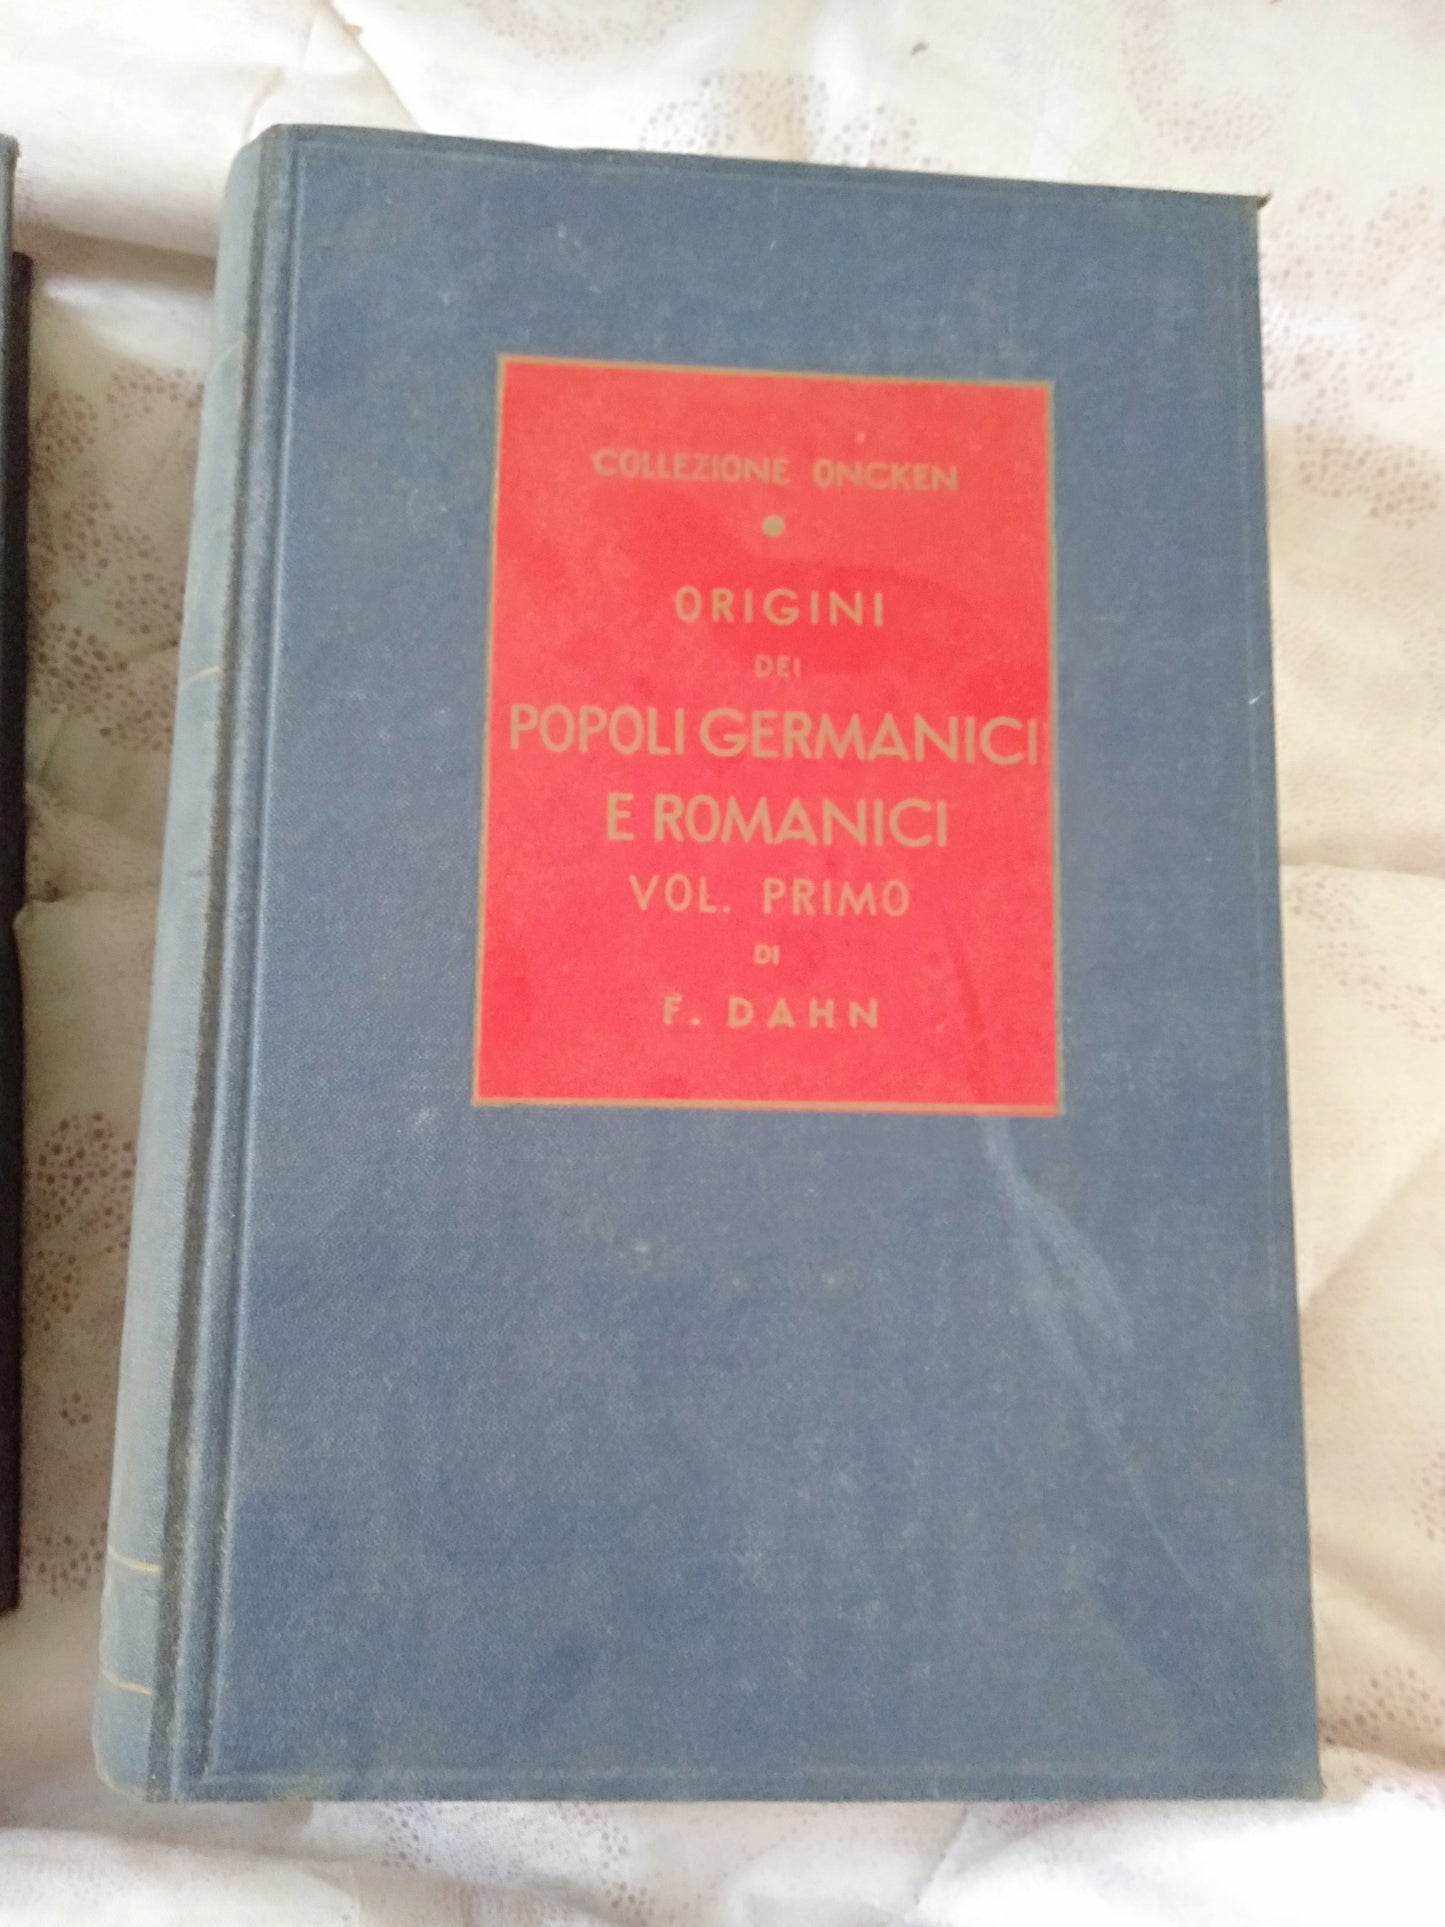 COLLEZIONE ONCKEN
ORIGINI
DEI
POPOLI GERMANICI
E ROMANICI
VOL. PRIMO
DI
F. DAHN